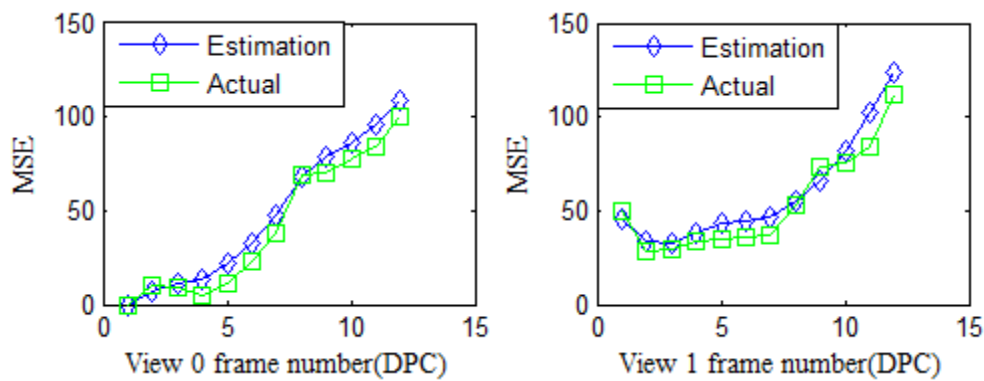 150
Estimation
Actual
100
MSE
50
0
0 5 10 15
View 0 frame number(DPC)
150
Estimation
Actual
100
MSE
50
0
0 5 10 15
View 1 frame number(DPC)